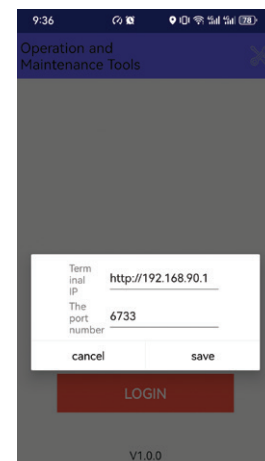 9:36
78
Operation and
Maintenance Tools
Term
inal
IP
http://192.168.90.1
The
port
number
6733
cancel save
LOGIN
V1.0.0